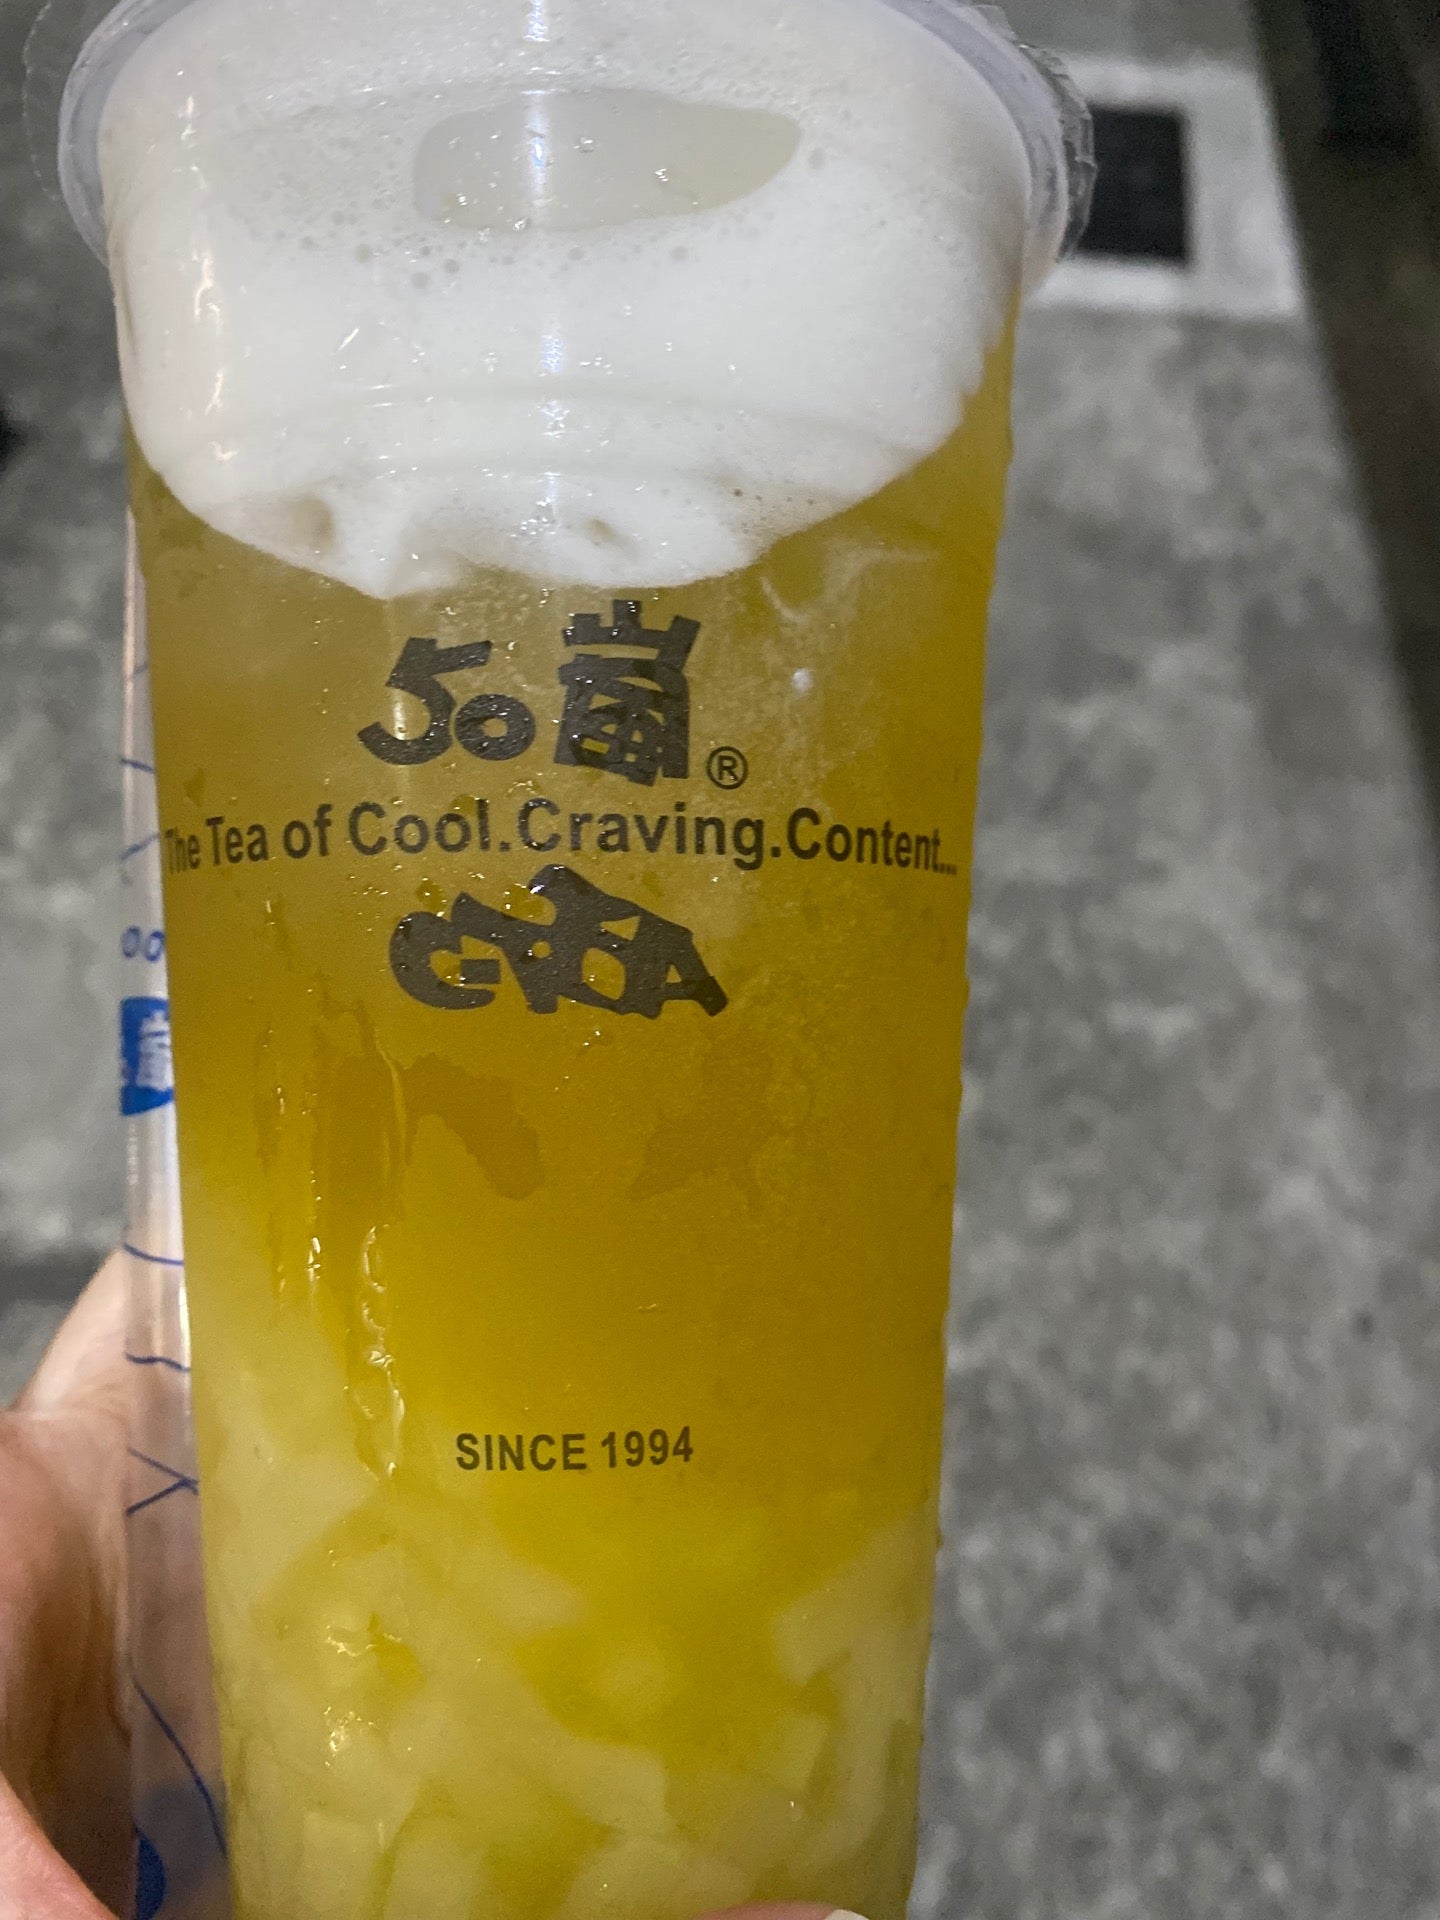 50嵐®
The Tea of Cool.Craving.Content...
SINCE 1994